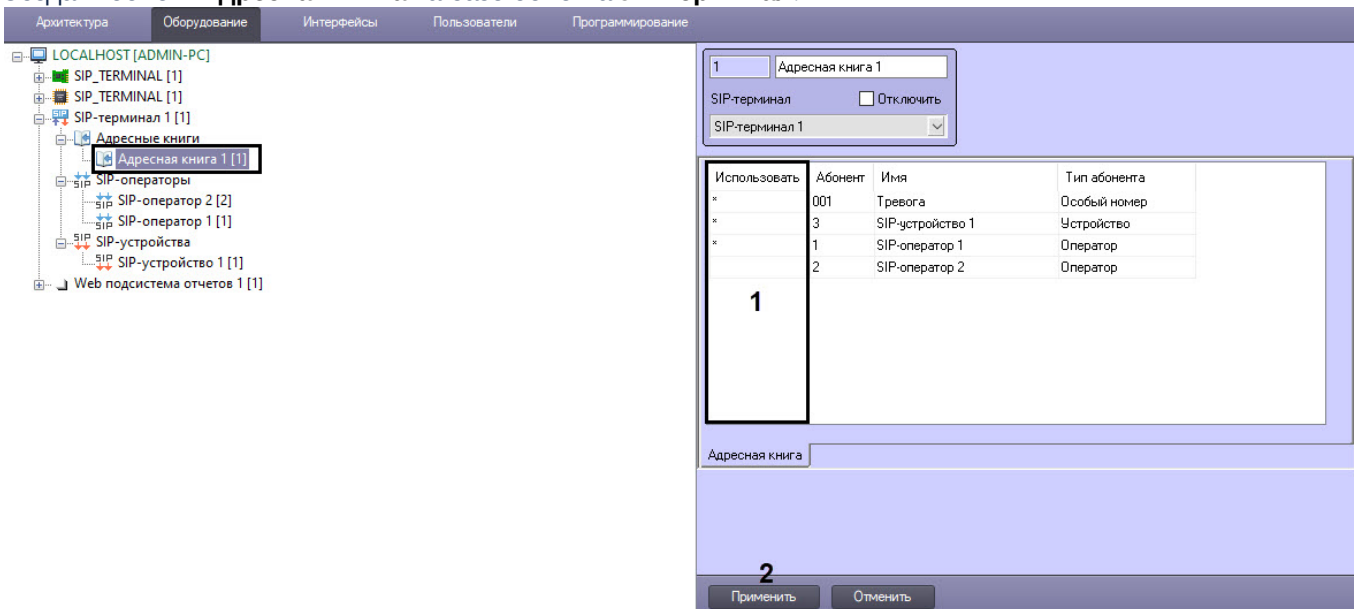 Архитектура Оборудование Интерфейсы Пользователи Программирование
LOCALHOST [ADMIN-PC]
SIP_TERMINAL [1]
SIP_TERMINAL [1]
SIP-терминал 1 [1]
Адресные книги
Адресная книга 1 [1]
SIP-операторы
SIP-оператор 2 [2]
SIP-оператор 1 [1]
SIP-устройства
SIP-устройство 1 [1]
Web подсистема отчетов 1 [1]
1 Адресная книга 1
SIP-терминал Отключить
SIP-терминал 1
Использовать Абонент Имя Тип абонента
* 001 Тревога Особый номер
* 3 SIP-устройство 1 Устройство
* 1 SIP-оператор 1 Оператор
2 SIP-оператор 2 Оператор
1
Адресная книга
2
Применить Отменить